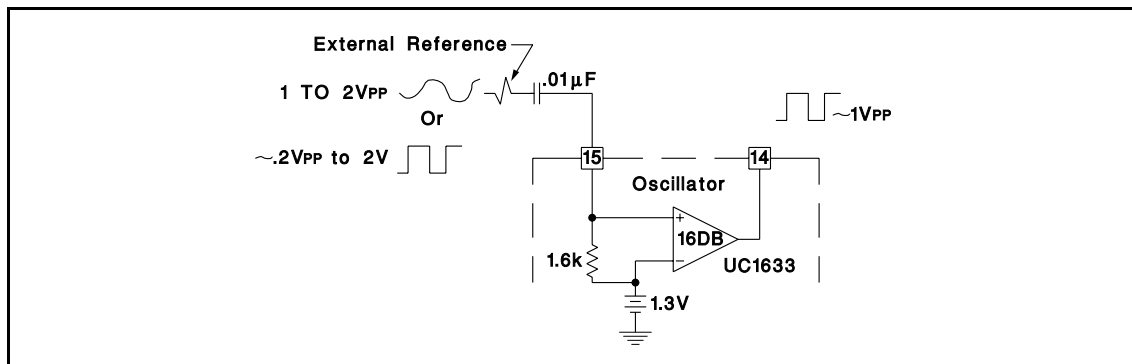 External Reference
.01µF
1 TO 2VPP
Or
~1VPP
~.2VPP to 2V
15
14
Oscillator
+
16DB
−
1.6k
UC1633
1.3V